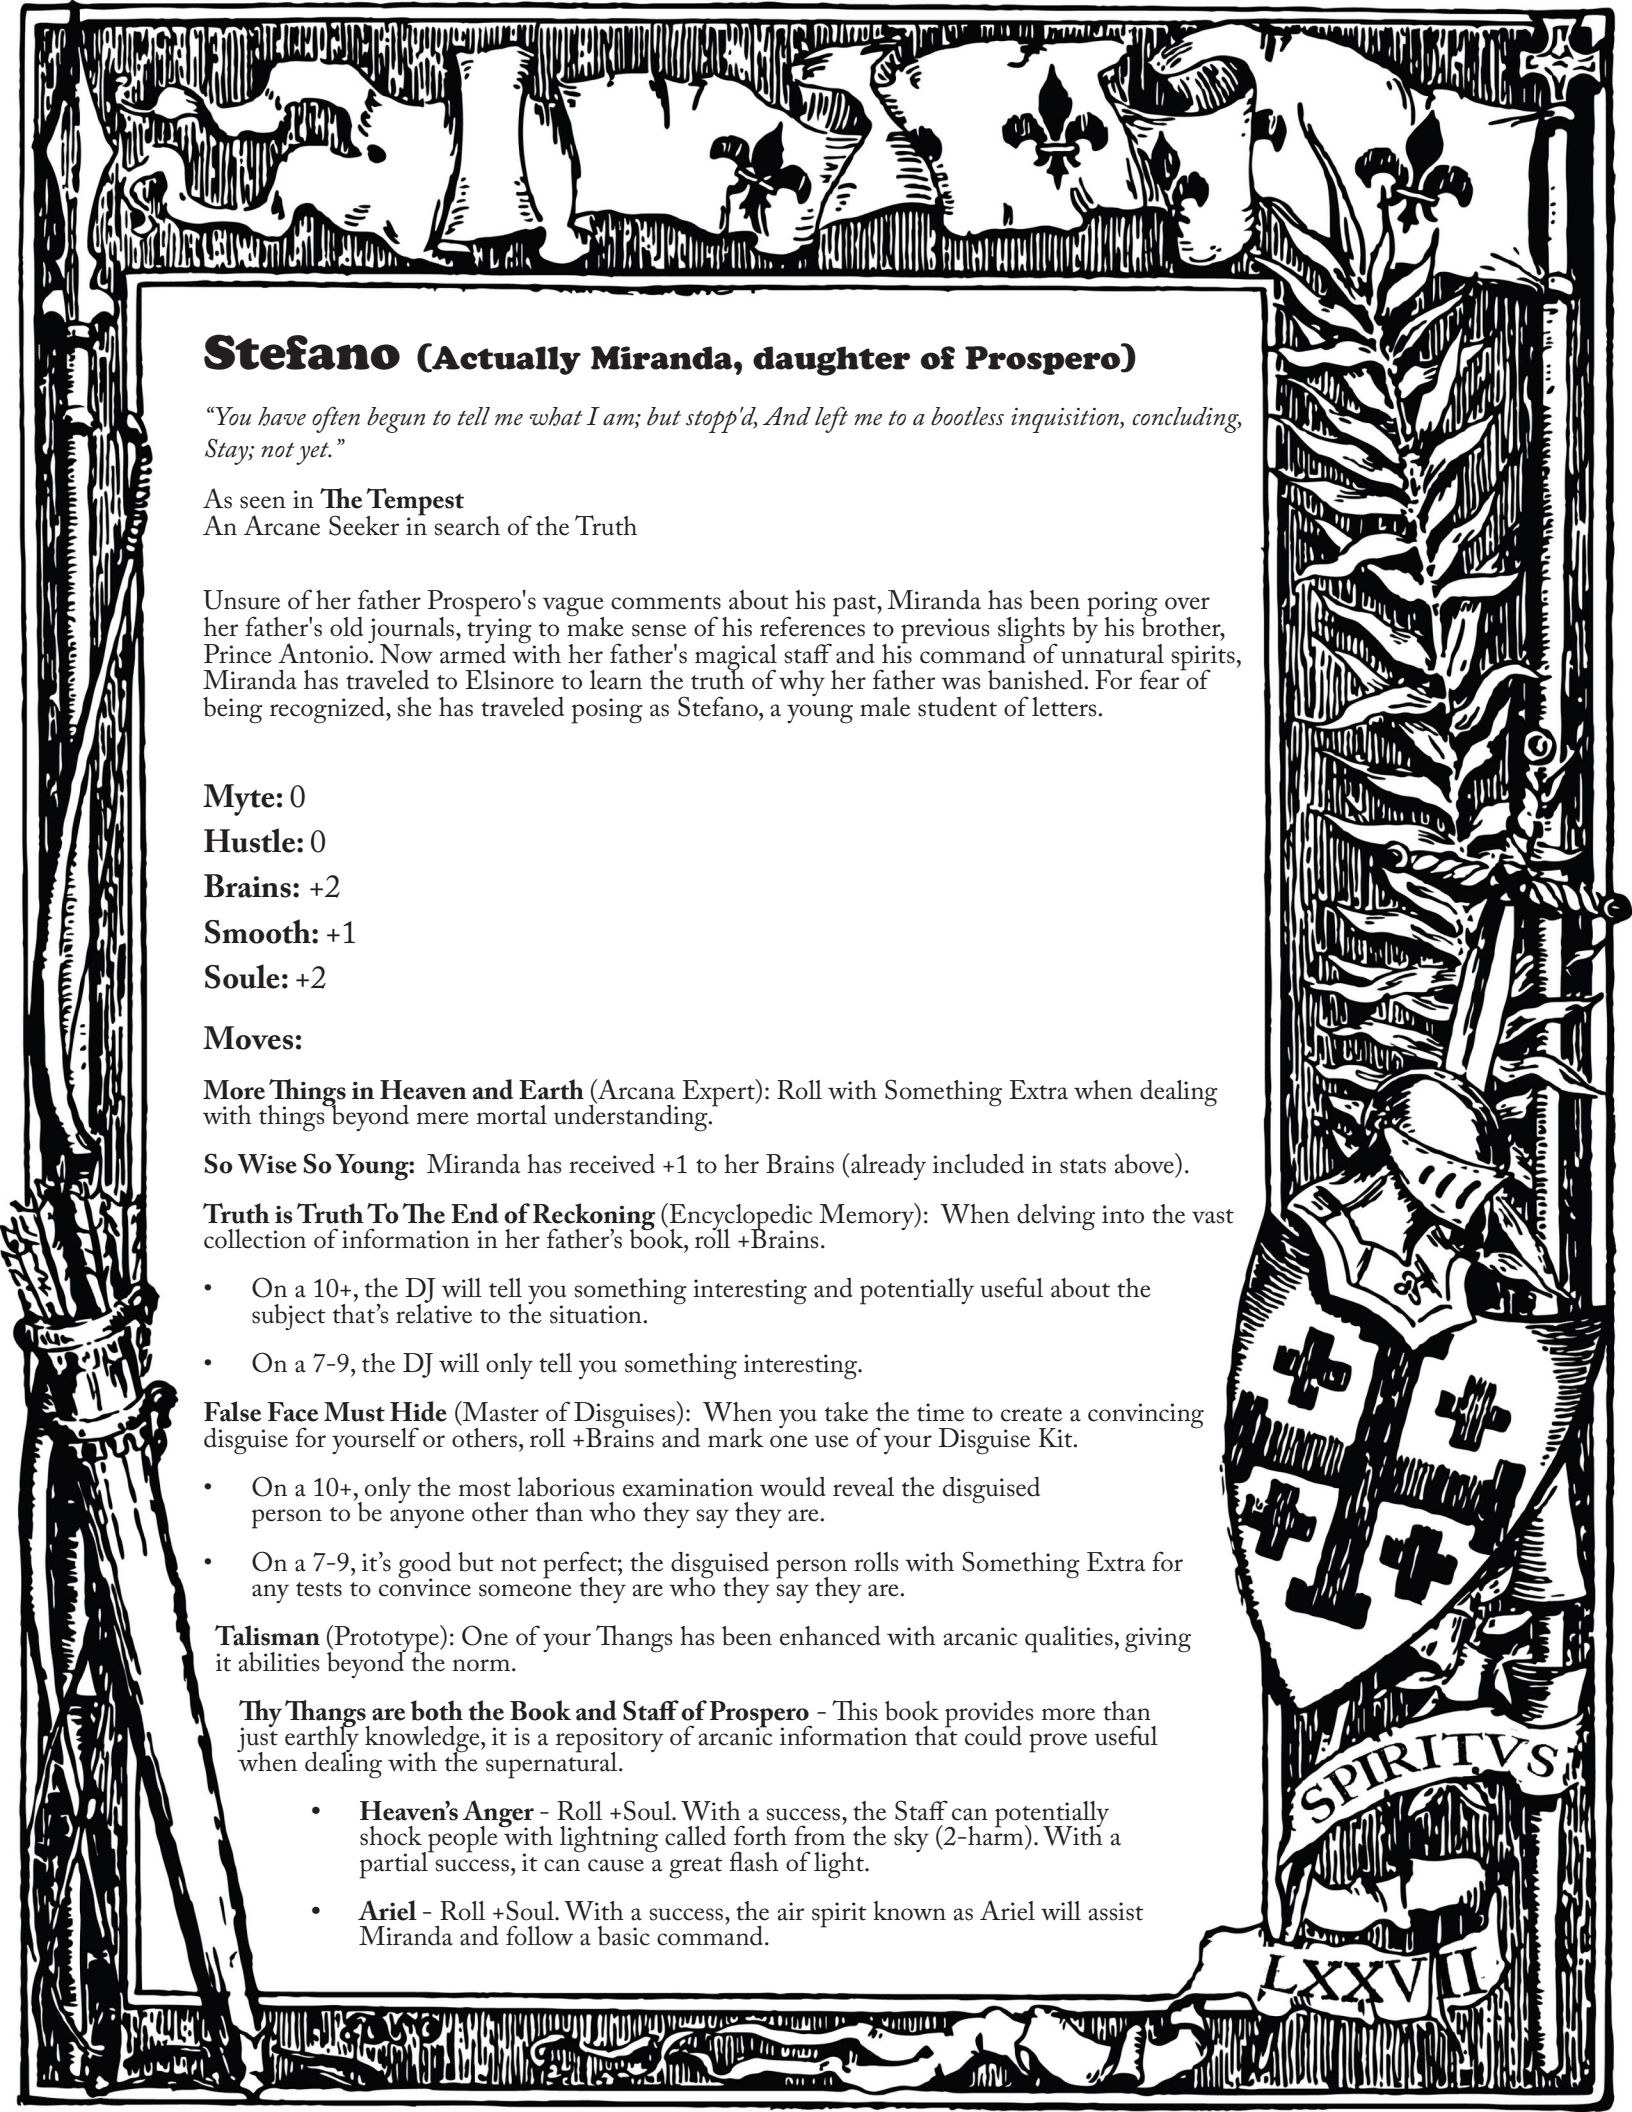 Stefano (Actually Miranda, daughter of Prospero)
“You have often begun to tell me what I am; but stopp'd, And left me to a bootless inquisition, concluding,
Stay; not yet.”
As seen in The Tempest
An Arcane Seeker in search of the Truth
Unsure of her father Prospero's vague comments about his past, Miranda has been poring over
her father's old journals, trying to make sense of his references to previous slights by his brother,
Prince Antonio. Now armed with her father's magical staff and his command of unnatural spirits,
Miranda has traveled to Elsinore to learn the truth of why her father was banished. For fear of
being recognized, she has traveled posing as Stefano, a young male student of letters.
Myte: 0
Hustle: 0
Brains: +2
Smooth: +1
Soule: +2
Moves:
More Things in Heaven and Earth (Arcana Expert): Roll with Something Extra when dealing
with things beyond mere mortal understanding.
So Wise So Young: Miranda has received +1 to her Brains (already included in stats above).
Truth is Truth To The End of Reckoning (Encyclopedic Memory): When delving into the vast
collection of information in her father’s book, roll +Brains.
• On a 10+, the DJ will tell you something interesting and potentially useful about the
subject that’s relative to the situation.
• On a 7-9, the DJ will only tell you something interesting.
False Face Must Hide (Master of Disguises): When you take the time to create a convincing
disguise for yourself or others, roll +Brains and mark one use of your Disguise Kit.
• On a 10+, only the most laborious examination would reveal the disguised
person to be anyone other than who they say they are.
• On a 7-9, it’s good but not perfect; the disguised person rolls with Something Extra for
any tests to convince someone they are who they say they are.
Talisman (Prototype): One of your Thangs has been enhanced with arcanic qualities, giving
it abilities beyond the norm.
Thy Thangs are both the Book and Staff of Prospero - This book provides more than
just earthly knowledge, it is a repository of arcanic information that could prove useful
when dealing with the supernatural.
• Heaven’s Anger - Roll +Soul. With a success, the Staff can potentially
shock people with lightning called forth from the sky (2-harm). With a
partial success, it can cause a great flash of light.
• Ariel - Roll +Soul. With a success, the air spirit known as Ariel will assist
Miranda and follow a basic command.
SPIRITVS
LXXVII